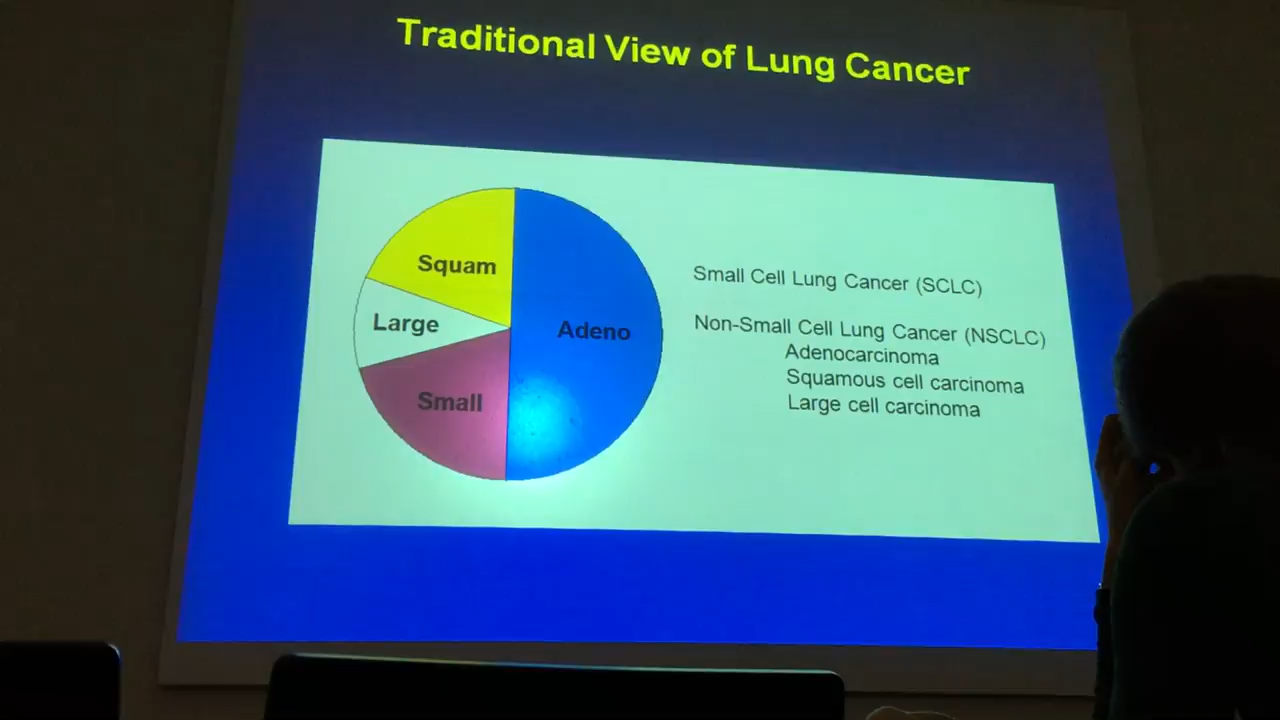 Traditional View of Lung Cancer
Squam
Large
Adeno
Small
Small Cell Lung Cancer (SCLC)
Non-Small Cell Lung Cancer (NSCLC)
Adenocarcinoma
Squamous cell carcinoma
Large cell carcinoma